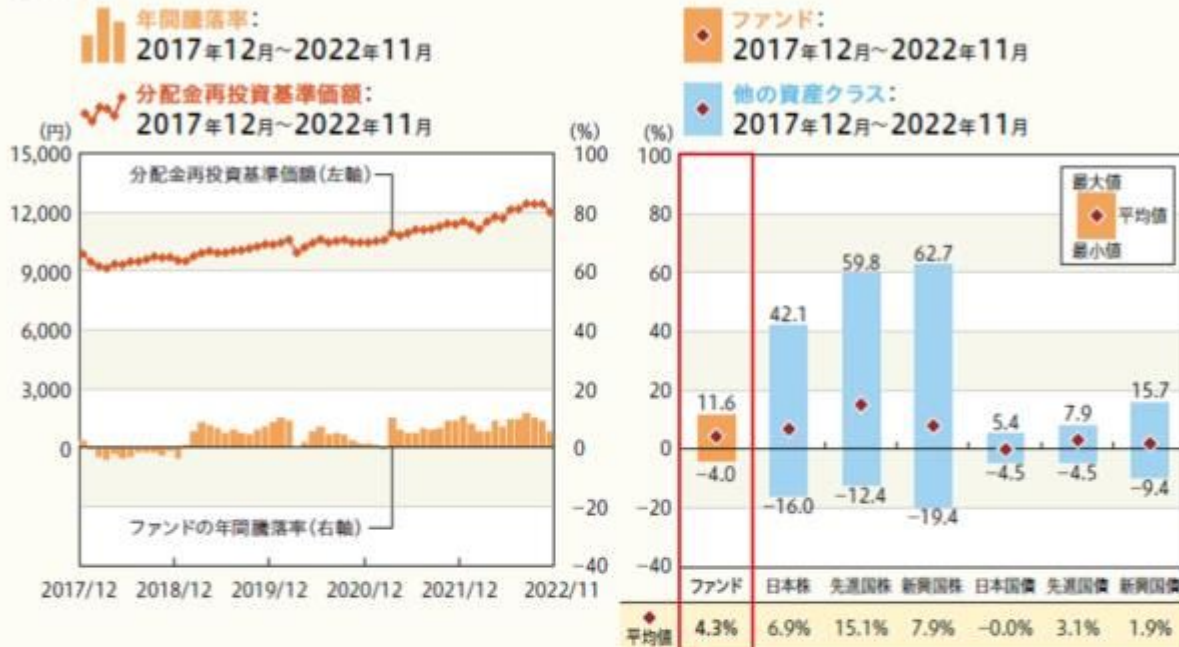 年間騰落率：
2017年12月～2022年11月
分配金再投資基準価額：
2017年12月～2022年11月
(円)
(%)
15,000
12,000
9,000
6,000
3,000
0
100
80
60
40
20
0
−20
−40
分配金再投資基準価額（左軸）
ファンドの年間騰落率（右軸）
2017/12 2018/12 2019/12 2020/12 2021/12 2022/11
ファンド：
2017年12月～2022年11月
他の資産クラス：
2017年12月～2022年11月
(%)
100
80
60
40
20
0
−20
−40
最大値
平均値
最小値
11.6 42.1 59.8 62.7 5.4 7.9 15.7
−4.0 −16.0 −12.4 −19.4 −4.5 −4.5 −9.4
ファンド 日本株 先進国株 新興国株 日本国債 先進国債 新興国債
平均値 4.3% 6.9% 15.1% 7.9% −0.0% 3.1% 1.9%